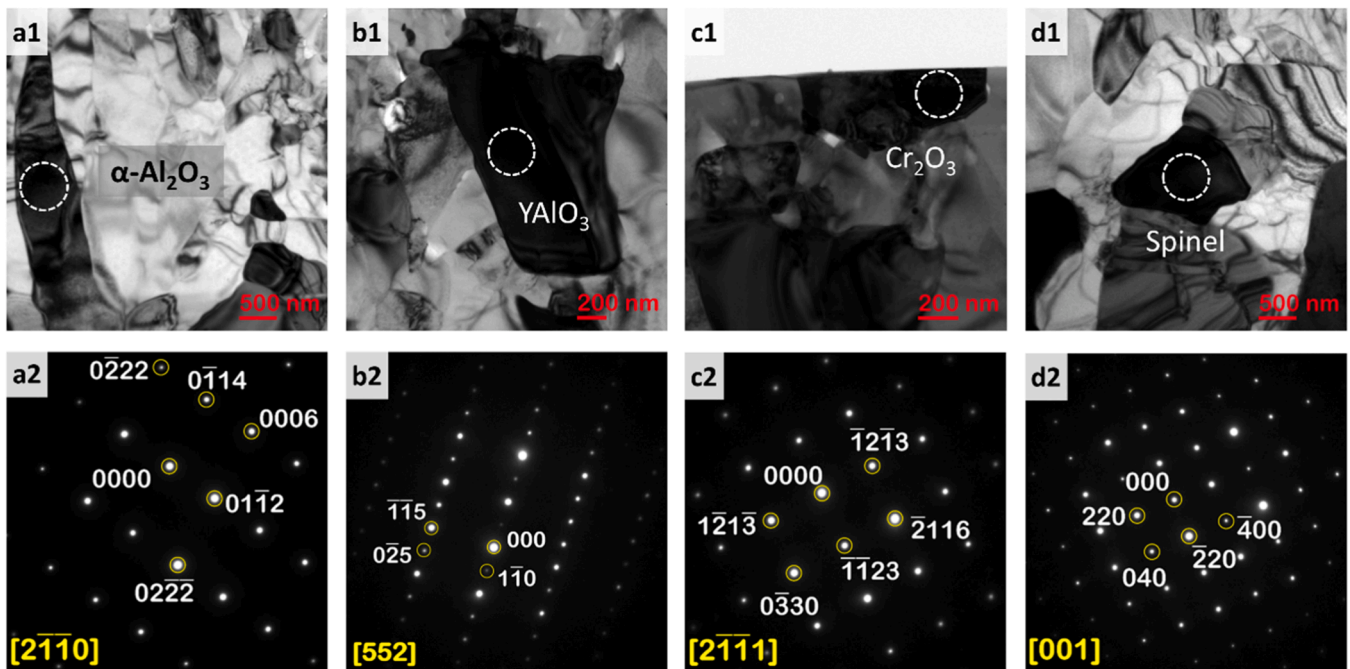 a1
α-Al₂O₃
500 nm
b1
YAlO₃
200 nm
c1
Cr₂O₃
200 nm
d1
Spinel
500 nm
a2
02̅22
01̅14
0006
0000
011̅2
022̅2̅
[21̅1̅0]
b2
1̅1̅5
02̅5
000
11̅0
[552]
c2
1̅21̅3
0000
12̅13̅
2̅116
1̅1̅23
03̅30
[21̅1̅1]
d2
000
220
4̅00
2̅20
040
[001]